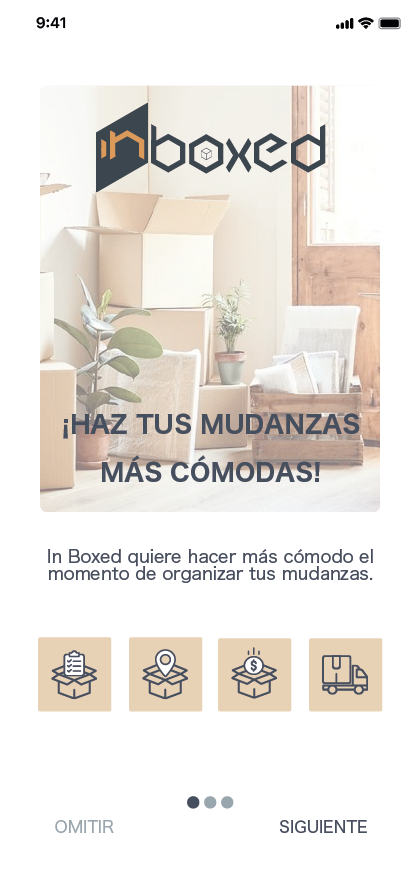 9:41
inboxed
¡HAZ TUS MUDANZAS
MÁS CÓMODAS!
In Boxed quiere hacer más cómodo el
momento de organizar tus mudanzas.
$
OMITIR
SIGUIENTE